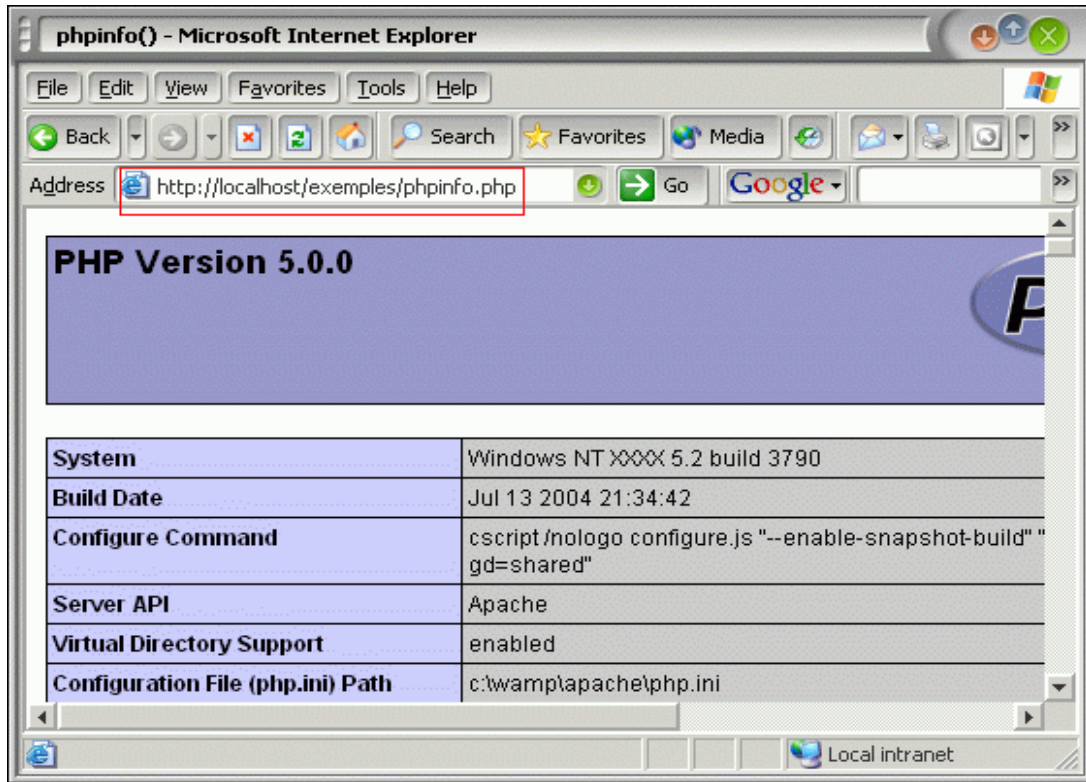 phpinfo() - Microsoft Internet Explorer
File Edit View Favorites Tools Help
Back Search Favorites Media
Address http://localhost/exemples/phpinfo.php Go Google
PHP Version 5.0.0
P
System Windows NT XXXX 5.2 build 3790
Build Date Jul 13 2004 21:34:42
Configure Command cscript /nologo configure.js "--enable-snapshot-build" "
gd=shared"
Server API Apache
Virtual Directory Support enabled
Configuration File (php.ini) Path c:\wamp\apache\php.ini
Local intranet